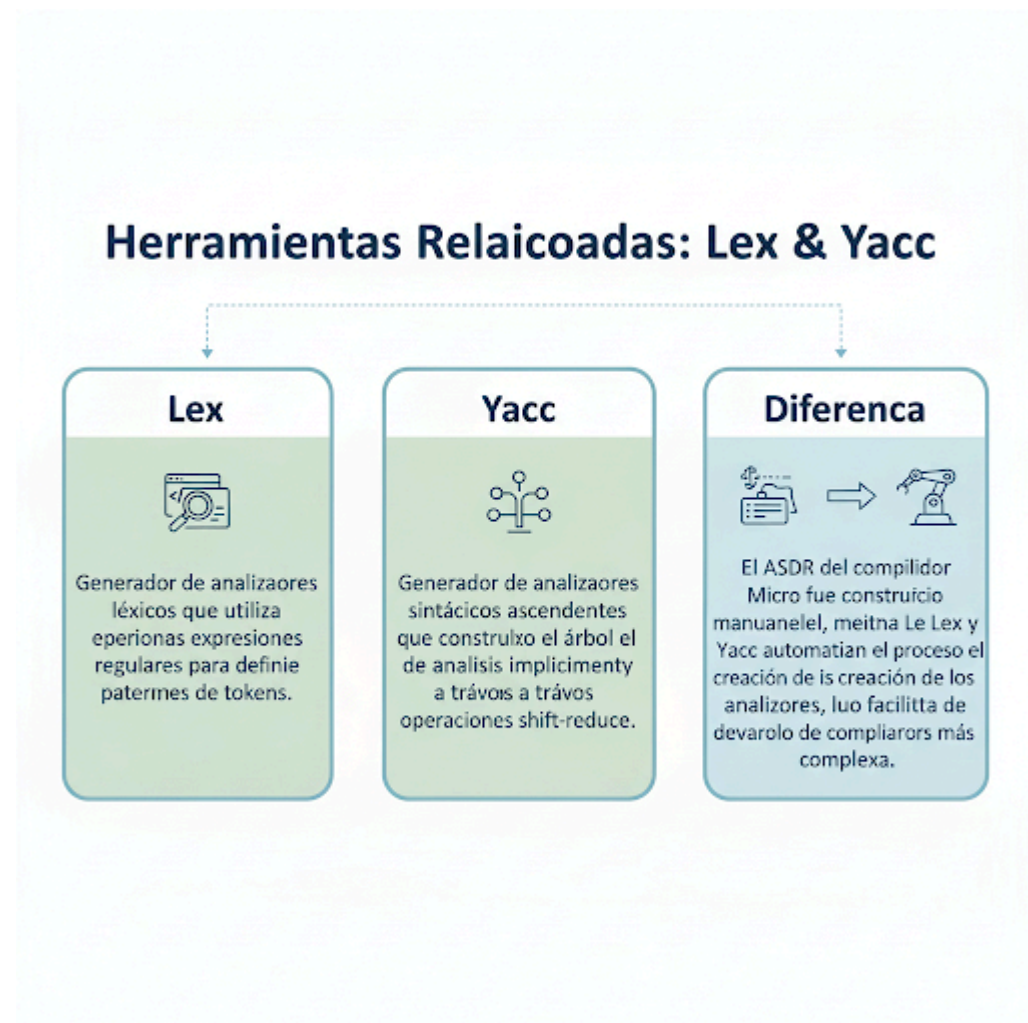 Herramientas Relaicoadas: Lex & Yacc
Lex
Generador de analizaores
léxicos que utiliza
eperionas expresiones
regulares para definie
patermes de tokens.
Yacc
Generador de analizaores
sintácicos ascendentes
que construixo el árbol el
de analisis implicimenty
a trávoıs a trávos
operaciones shift-reduce.
Diferenca
El ASDR del compilidor
Micro fue construício
manuanelel, meitna Le Lex y
Yacc automatian el proceso el
creación de is creación de los
analizores, luo facilitta de
devarolo de compliarors más
complexa.